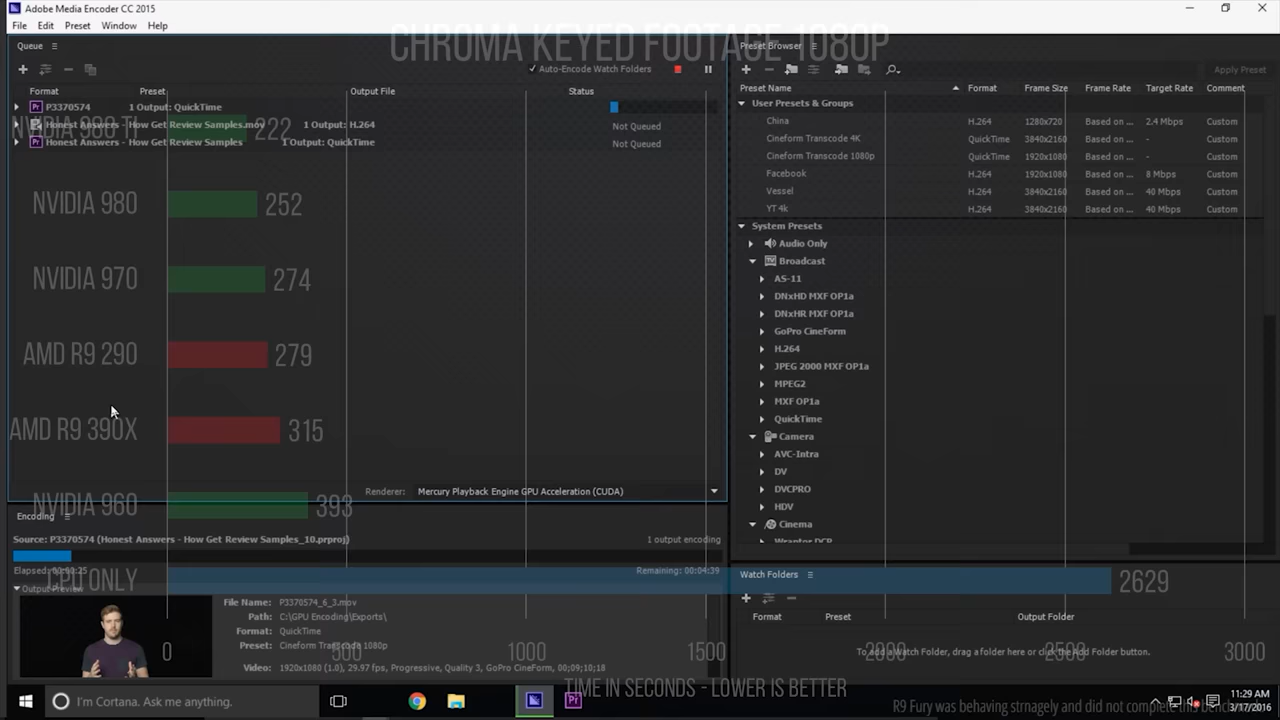 Adobe Media Encoder CC 2015
File Edit Preset Window Help
CHROMA KEYED FOOTAGE 1080P
Queue
Auto-Encode Watch Folders
Format Preset Output File Status
P3370574 1 Output: QuickTime
Honest Answers - How Get Review Samples.mov 1 Output: H.264 Not Queued
Honest Answers - How Get Review Samples 1 Output: QuickTime Not Queued
NVIDIA 980 TI 222
NVIDIA 980 252
NVIDIA 970 274
AMD R9 290 279
AMD R9 390X 315
NVIDIA 960 393
CPU ONLY 2629
0 500 1000 1500 2000 2500 3000
TIME IN SECONDS - LOWER IS BETTER
Renderer: Mercury Playback Engine GPU Acceleration (CUDA)
Encoding
Source: P3370574 (Honest Answers - How Get Review Samples_10.prproj) 1 output encoding
Elapsed: 00:00:25 Remaining: 00:04:39
Output Preview
File Name: P3370574_6_3.mov
Path: C:\GPU Encoding\Exports\
Format: QuickTime
Preset: Cineform Transcode 1080p
Video: 1920x1080 (1.0), 29.97 fps, Progressive, Quality 3, GoPro CineForm, 00;09;10;18
Preset Browser
Apply Preset
Preset Name Format Frame Size Frame Rate Target Rate Comment
User Presets & Groups
China H.264 1280x720 Based on ... 2.4 Mbps Custom
Cineform Transcode 4K QuickTime 3840x2160 Based on ... - Custom
Cineform Transcode 1080p QuickTime 1920x1080 Based on ... - Custom
Facebook H.264 1920x1080 Based on ... 8 Mbps Custom
Vessel H.264 3840x2160 Based on ... 40 Mbps Custom
YT 4k H.264 3840x2160 Based on ... 40 Mbps Custom
System Presets
Audio Only
Broadcast
AS-11
DNxHD MXF OP1a
DNxHR MXF OP1a
GoPro CineForm
H.264
JPEG 2000 MXF OP1a
MPEG2
MXF OP1a
QuickTime
Camera
AVC-Intra
DV
DVCPRO
HDV
Cinema
Wraptor DCP
Watch Folders
Format Preset Output Folder
To add a Watch Folder, drag a folder here or click the Add Folder button.
I'm Cortana. Ask me anything.
11:29 AM
3/17/2016
R9 Fury was behaving strnagely and did not complete this